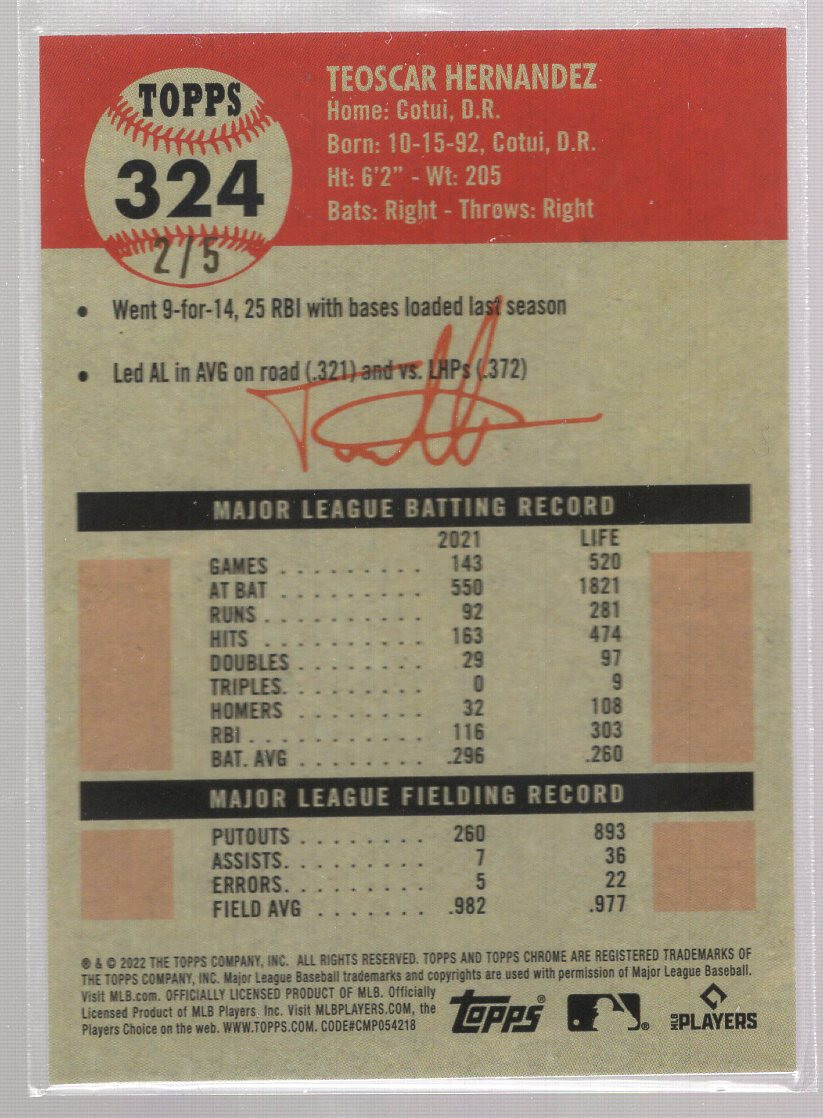 TOPPS
324
2/5
TEOSCAR HERNANDEZ
Home: Cotui, D.R.
Born: 10-15-92, Cotui, D.R.
Ht: 6'2" - Wt: 205
Bats: Right - Throws: Right
• Went 9-for-14, 25 RBI with bases loaded last season
• Led AL in AVG on road (.321) and vs. LHPs (.372)
MAJOR LEAGUE BATTING RECORD
2021 LIFE
GAMES . . . . . . . . . 143 520
AT BAT . . . . . . . . . 550 1821
RUNS . . . . . . . . . . 92 281
HITS . . . . . . . . . . 163 474
DOUBLES . . . . . . . . 29 97
TRIPLES. . . . . . . . . 0 9
HOMERS . . . . . . . . 32 108
RBI . . . . . . . . . . . 116 303
BAT. AVG . . . . . . . . .296 .260
MAJOR LEAGUE FIELDING RECORD
PUTOUTS . . . . . . . . 260 893
ASSISTS. . . . . . . . . 7 36
ERRORS. . . . . . . . . 5 22
FIELD AVG . . . . . . . .982 .977
® & © 2022 THE TOPPS COMPANY, INC. ALL RIGHTS RESERVED. TOPPS AND TOPPS CHROME ARE REGISTERED TRADEMARKS OF
THE TOPPS COMPANY, INC. Major League Baseball trademarks and copyrights are used with permission of Major League Baseball.
Visit MLB.com. OFFICIALLY LICENSED PRODUCT OF MLB. Officially
Licensed Product of MLB Players, Inc. Visit MLBPLAYERS.COM, the
Players Choice on the web. WWW.TOPPS.COM. CODE#CMP054218
Topps® ® MLB PLAYERS